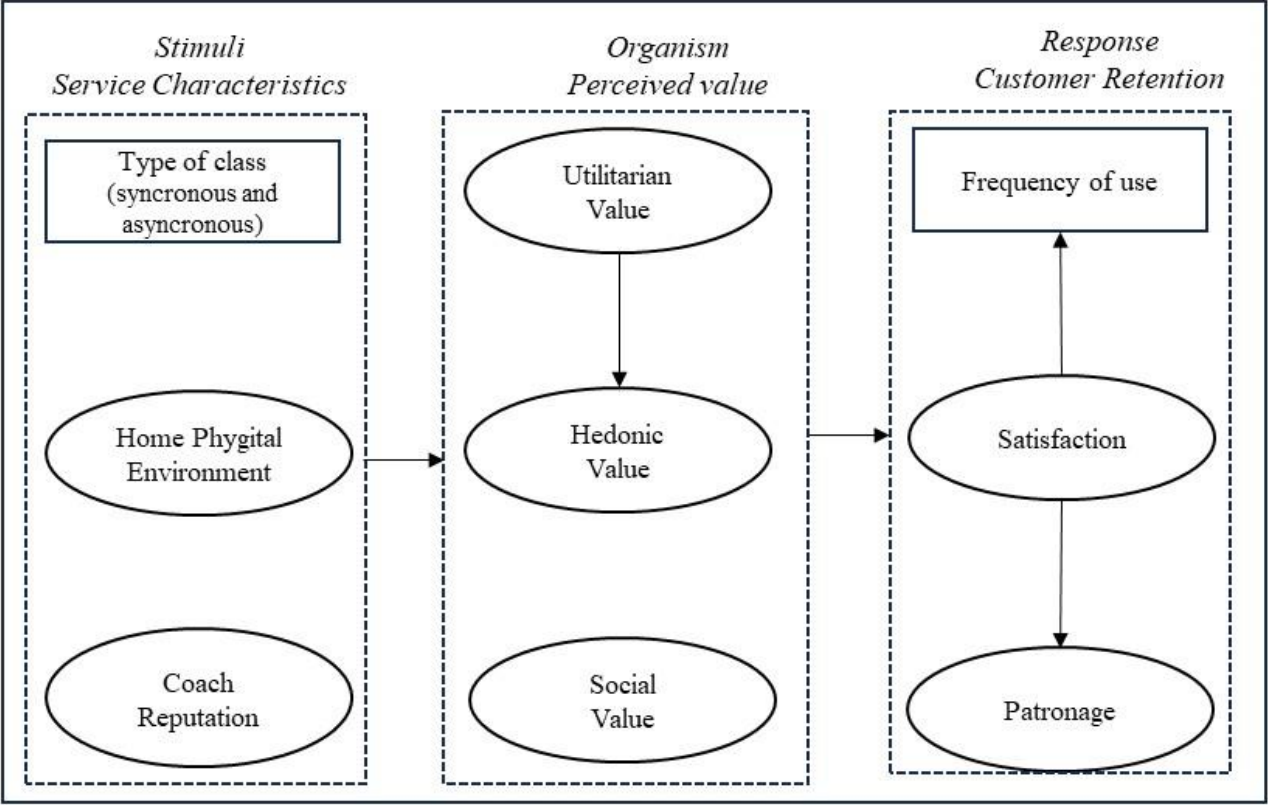 Stimuli
Service Characteristics
Type of class
(syncronous and
asyncronous)
Home Phygital
Environment
Coach
Reputation
Organism
Perceived value
Utilitarian
Value
Hedonic
Value
Social
Value
Response
Customer Retention
Frequency of use
Satisfaction
Patronage